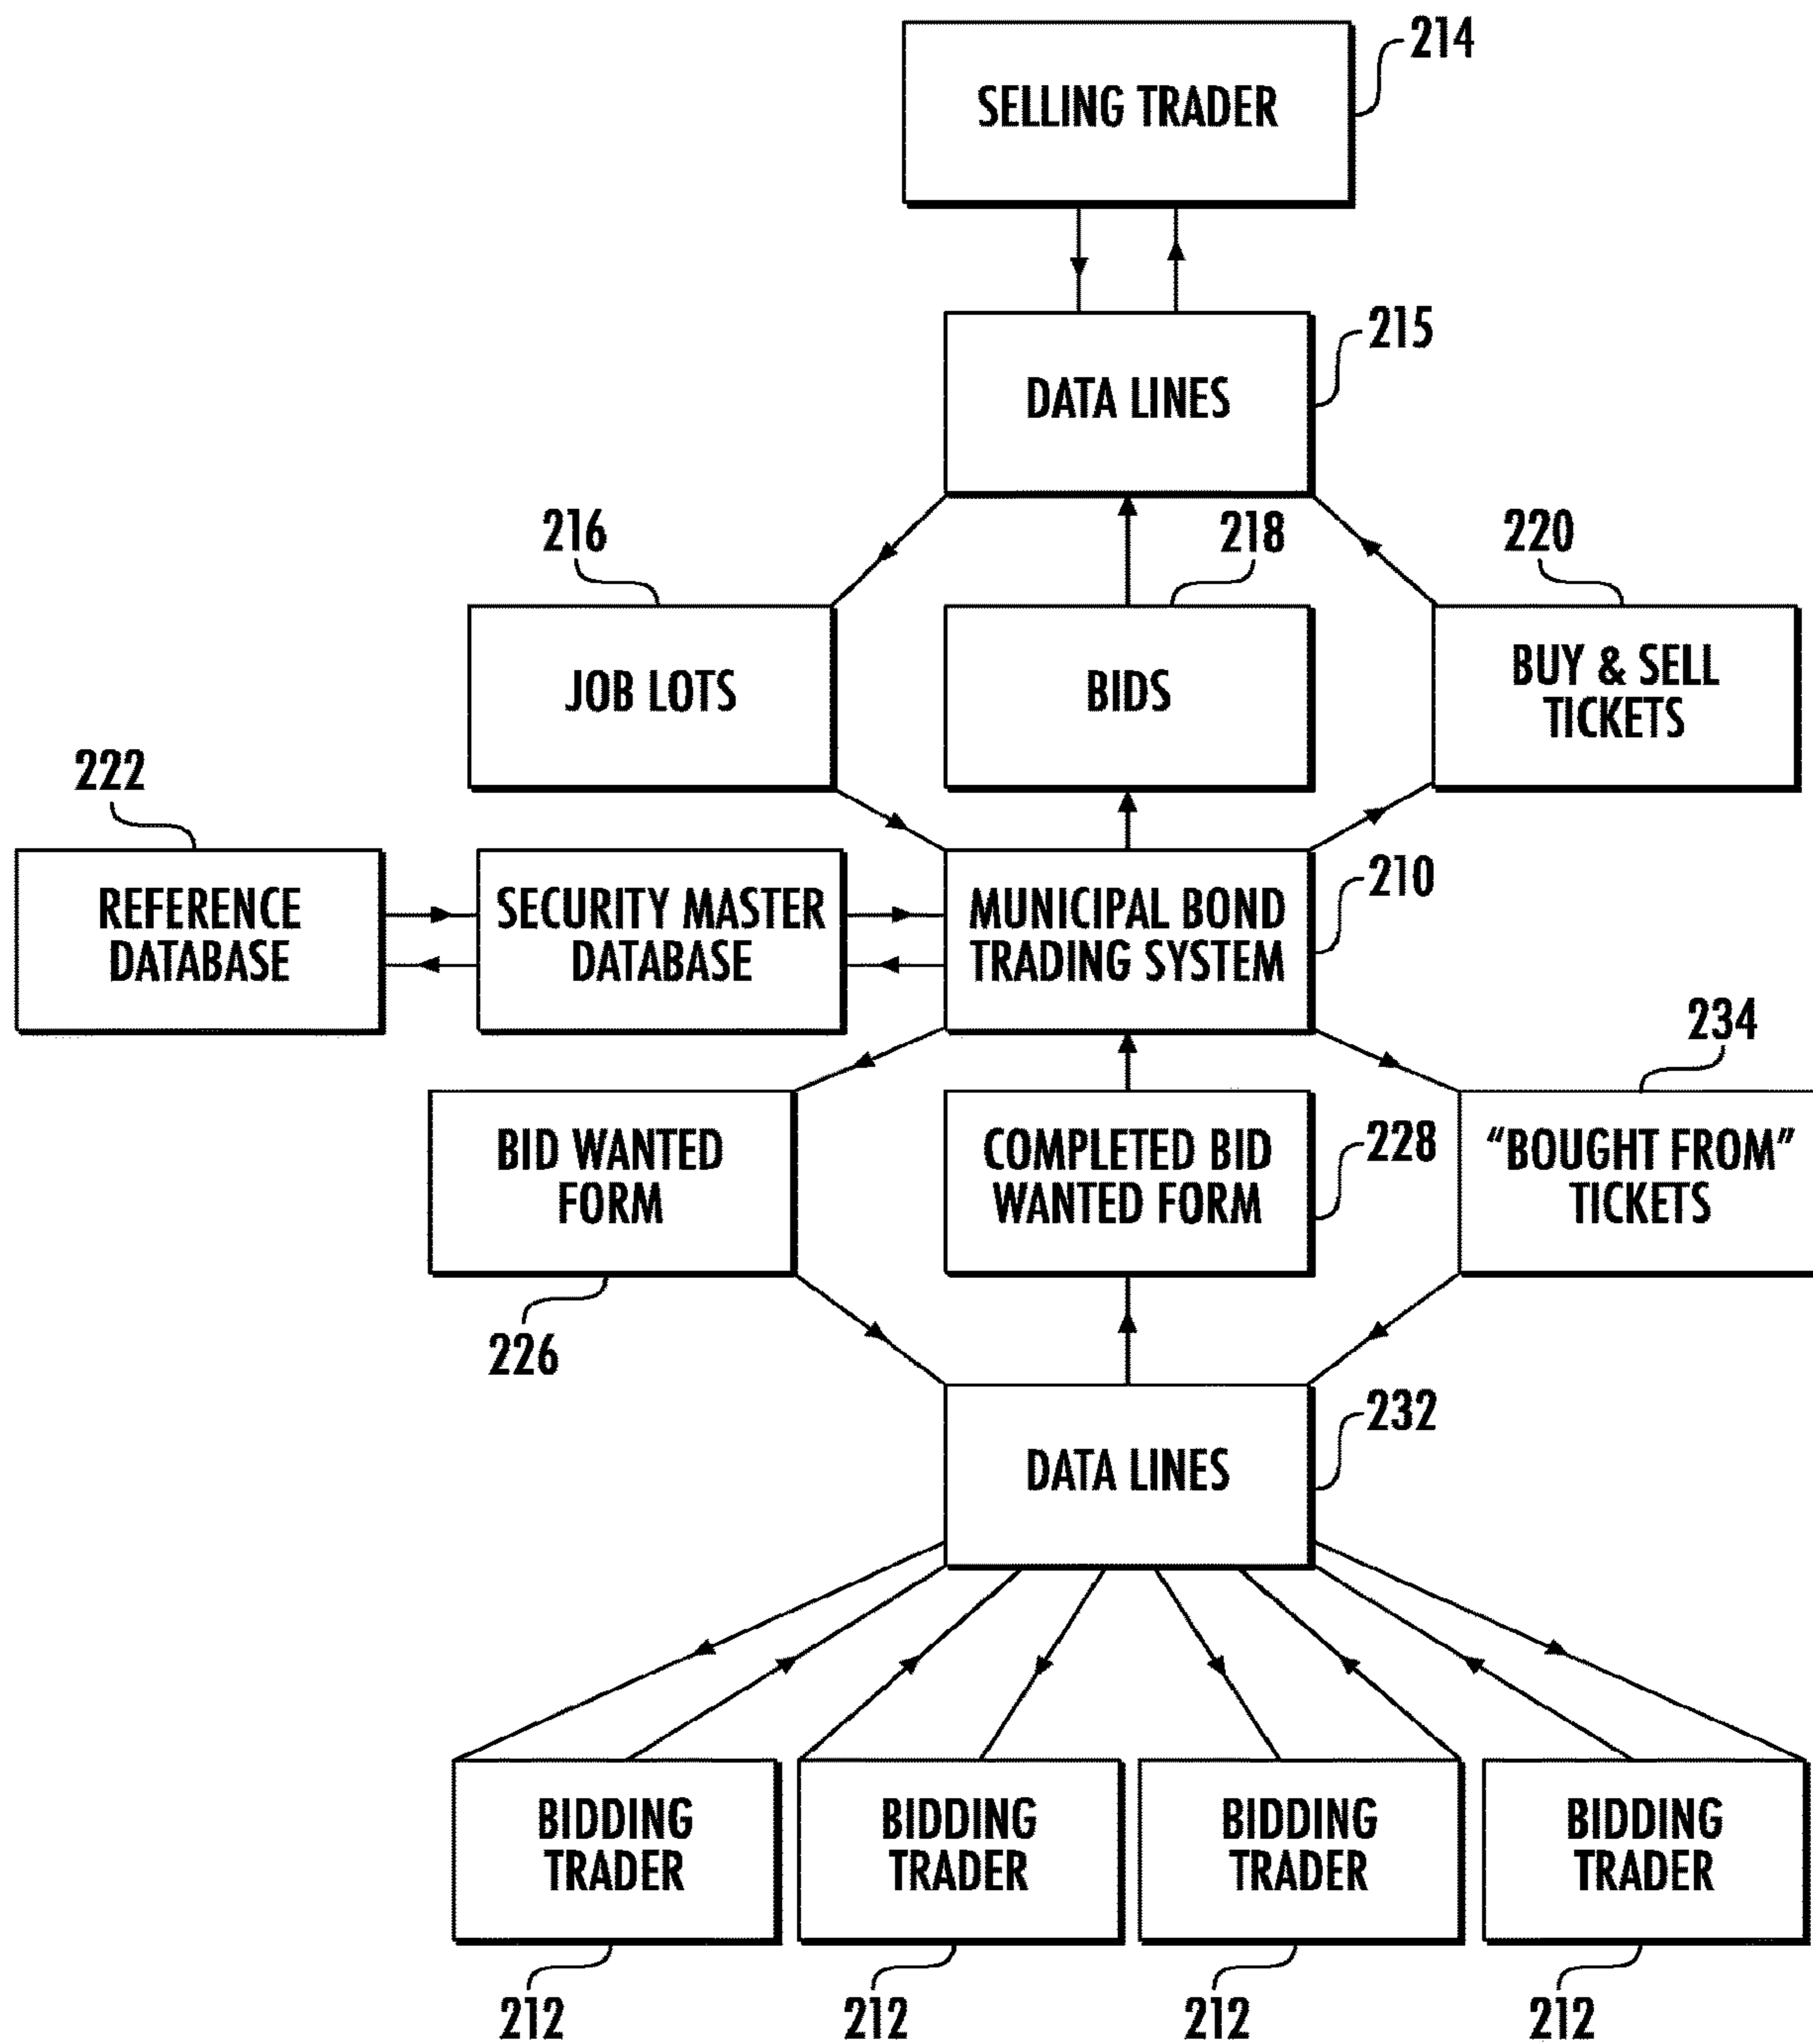 214
SELLING TRADER
215
DATA LINES
216
218
220
JOB LOTS
BIDS
BUY & SELL
TICKETS
222
210
REFERENCE
DATABASE
SECURITY MASTER
DATABASE
MUNICIPAL BOND
TRADING SYSTEM
234
BID WANTED
FORM
COMPLETED BID
WANTED FORM
228
“BOUGHT FROM”
TICKETS
226
232
DATA LINES
BIDDING
TRADER
BIDDING
TRADER
BIDDING
TRADER
BIDDING
TRADER
212
212
212
212